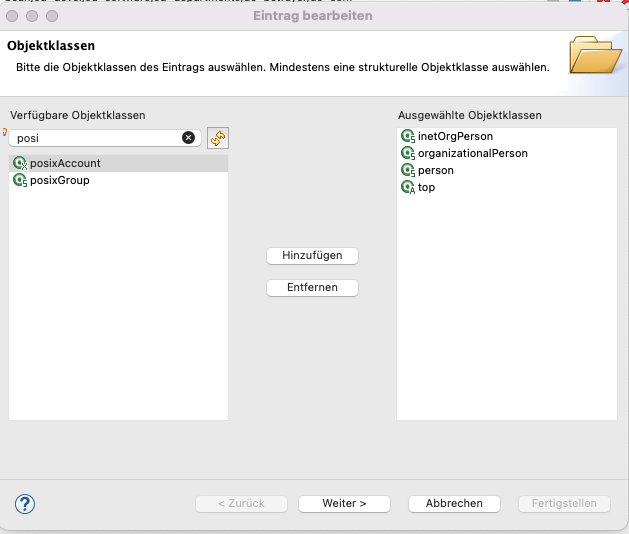 Eintrag bearbeiten
Objektklassen
Bitte die Objektklassen des Eintrags auswählen. Mindestens eine strukturelle Objektklasse auswählen.
Verfügbare Objektklassen
Ausgewählte Objektklassen
posi
posixAccount
posixGroup
inetOrgPerson
organizationalPerson
person
top
Hinzufügen
Entfernen
?
< Zurück
Weiter >
Abbrechen
Fertigstellen